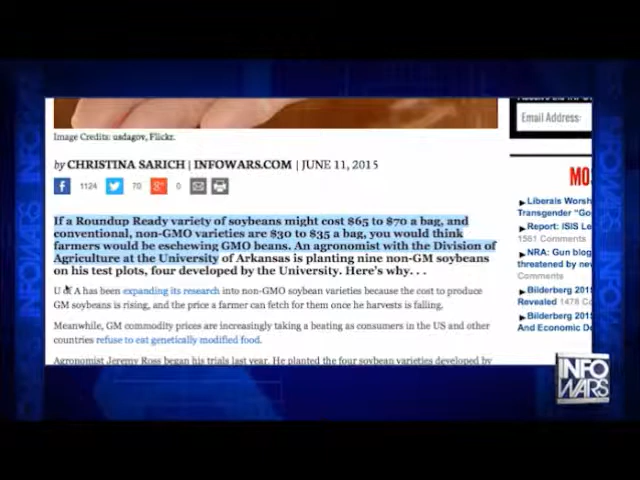 Email Address:
Image Credits: usdagov, Flickr.
by CHRISTINA SARICH | INFOWARS.COM | JUNE 11, 2015
1124
70
0
If a Roundup Ready variety of soybeans might cost $65 to $70 a bag, and
conventional, non-GMO varieties are $30 to $35 a bag, you would think
farmers would be eschewing GMO beans. An agronomist with the Division of
Agriculture at the University of Arkansas is planting nine non-GM soybeans
on his test plots, four developed by the University. Here's why. . .
A has been expanding its research into non-GMO soybean varieties because the cost to produce
GM soybeans is rising, and the price a farmer can fetch for them once he harvests is falling.
Meanwhile, GM commodity prices are increasingly taking a beating as consumers in the US and other
countries refuse to eat genetically modified food.
Agronomist Jeremy Ross began his trials last year. He planted the four soybean varieties developed by
MO
Liberals Worsh
Transgender "Go
Report: ISIS Le
1551 Comments
NRA: Gun blog
threatened by nev
Comments
Bilderberg 201
Revealed 1478 Co
Bilderberg 201
And Economic De
INFO
WARS
INFOWARS
INFOWARS